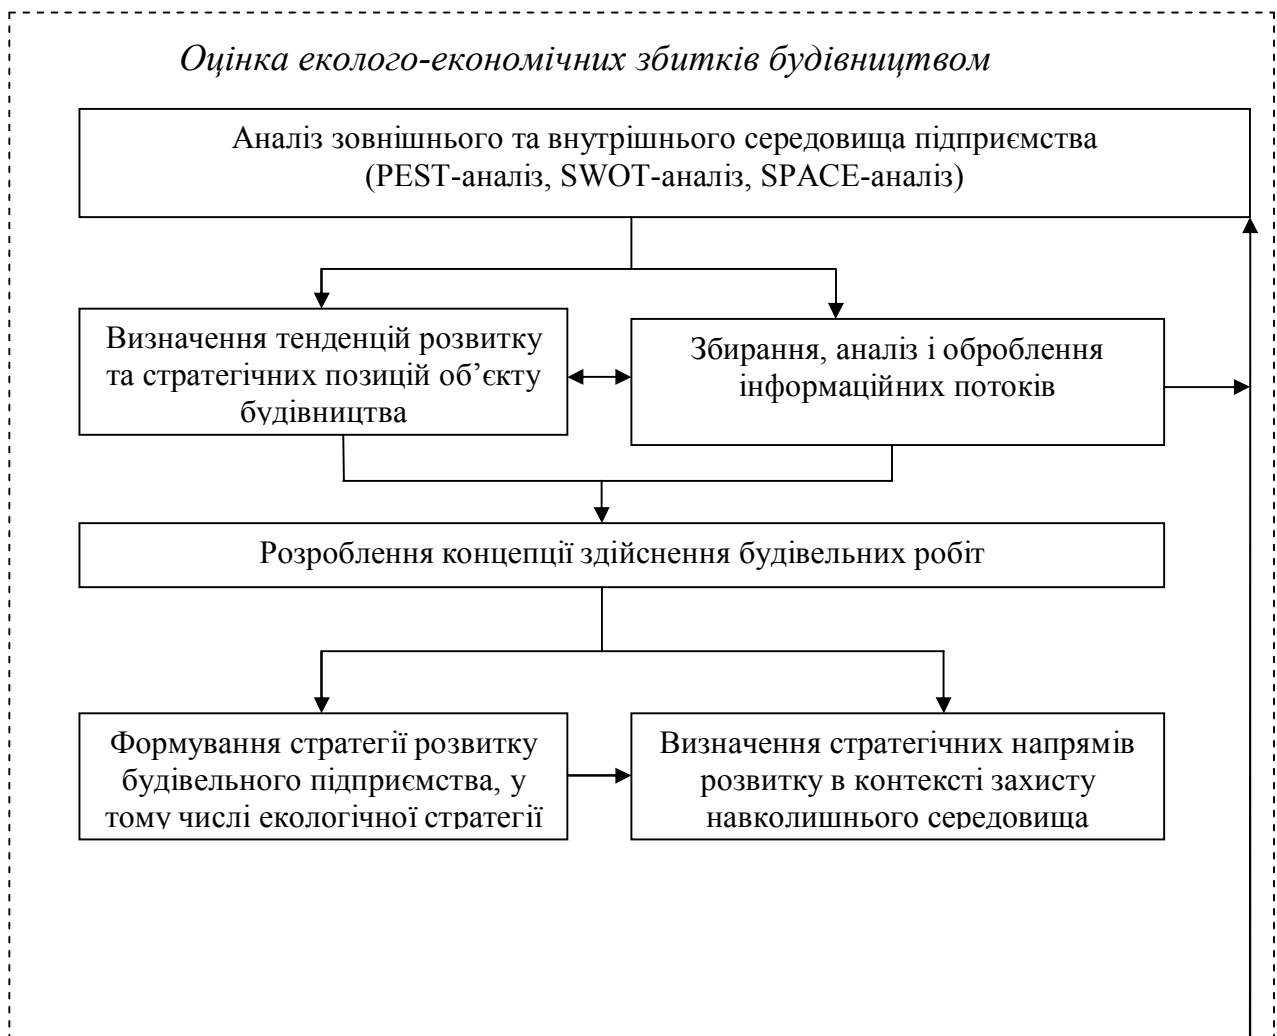 Оцінка еколого-економічних збитків будівництвом
Аналіз зовнішнього та внутрішнього середовища підприємства
(PEST-аналіз, SWOT-аналіз, SPACE-аналіз)
Визначення тенденцій розвитку
та стратегічних позицій об’єкту
будівництва
Збирання, аналіз і оброблення
інформаційних потоків
Розроблення концепції здійснення будівельних робіт
Формування стратегії розвитку
будівельного підприємства, у
тому числі екологічної стратегії
Визначення стратегічних напрямів
розвитку в контексті захисту
навколишнього середовища